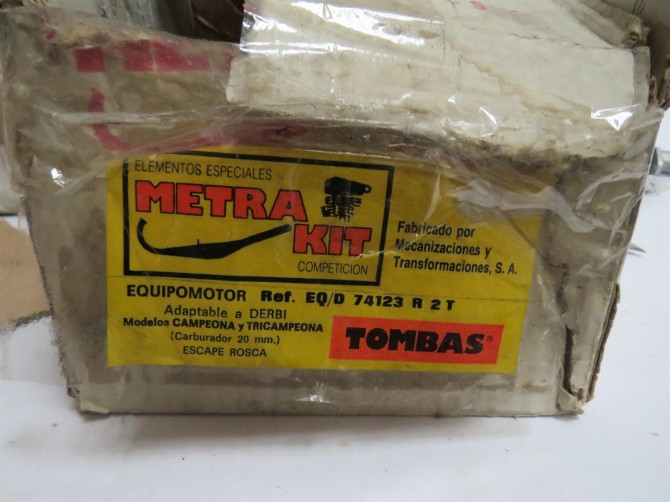 ELEMENTOS ESPECIALES
METRA
KIT
COMPETICION
Fabricado por
Mecanizaciones y
Transformaciones, S. A.
EQUIPOMOTOR Ref. EQ/D 74123 R 2 T
Adaptable a DERBI
Modelos CAMPEONA y TRICAMPEONA
(Carburador 20 mm.)
ESCAPE ROSCA
TOMBAS®